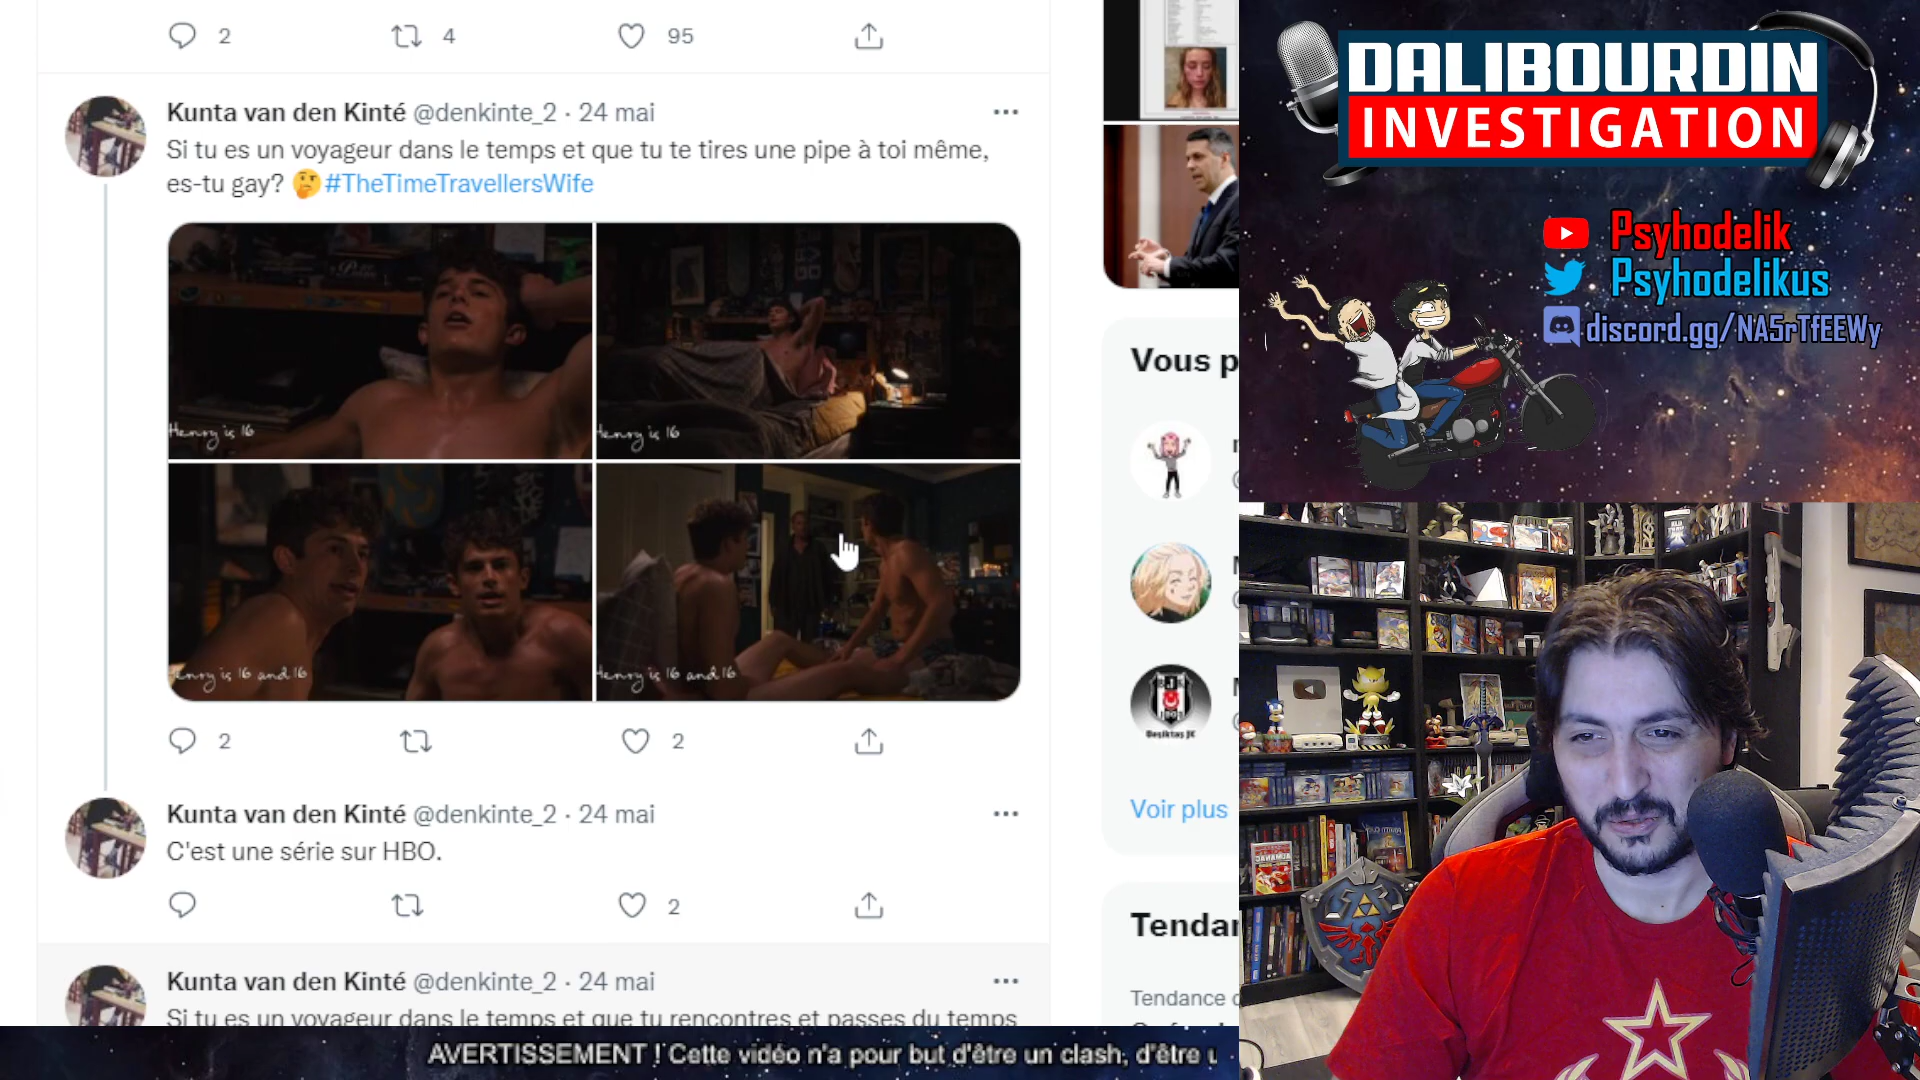 2 4 95
Kunta van den Kinté @denkinte_2 · 24 mai
Si tu es un voyageur dans le temps et que tu te tires une pipe à toi même,
es-tu gay? 🤔 #TheTimeTravellersWife
Henry is 16
Henry is 16
Henry is 16 and 16
Henry is 16 and 16
2 2
Kunta van den Kinté @denkinte_2 · 24 mai
C'est une série sur HBO.
2
Kunta van den Kinté @denkinte_2 · 24 mai
Si tu es un voyageur dans le temps et que tu rencontres et passes du temps
Vous p
Beşiktaş JK
Voir plus
Tendan
Tendance
AVERTISSEMENT ! Cette vidéo n'a pour but d'être un clash, d'être u
DALIBOURDIN
INVESTIGATION
Psyhodelik
Psyhodelikus
discord.gg/NA5rTfEEWy